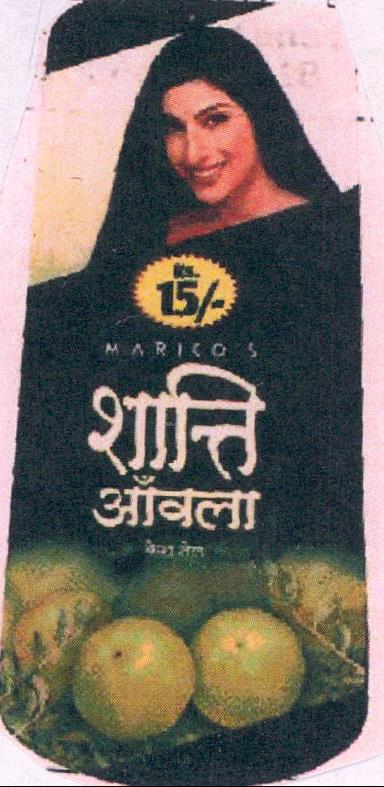 Rs.
15/-
MARICO'S
शान्ति
आँवला
केश तेल